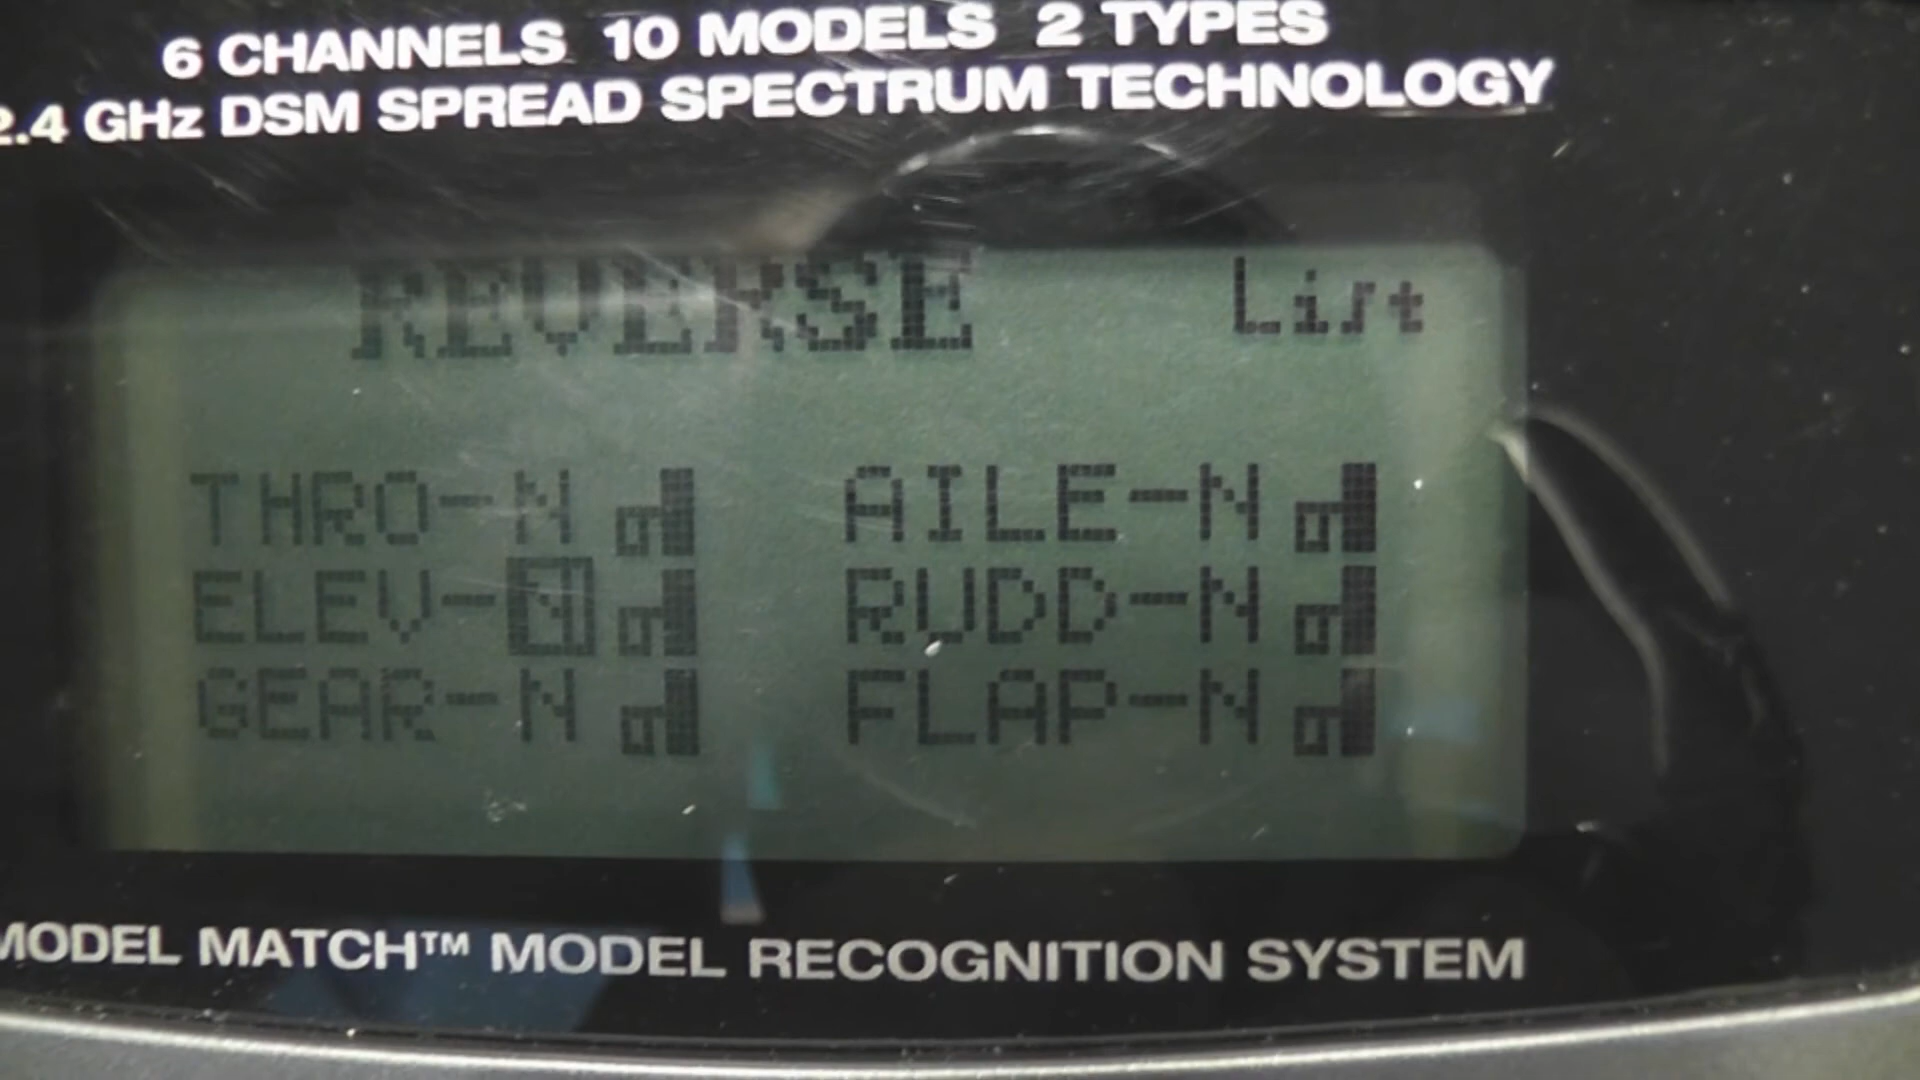 6 CHANNELS 10 MODELS 2 TYPES
2.4 GHz DSM SPREAD SPECTRUM TECHNOLOGY
REVERSE List
THRO-N AILE-N
ELEV-N RUDD-N
GEAR-N FLAP-N
MODEL MATCH™ MODEL RECOGNITION SYSTEM